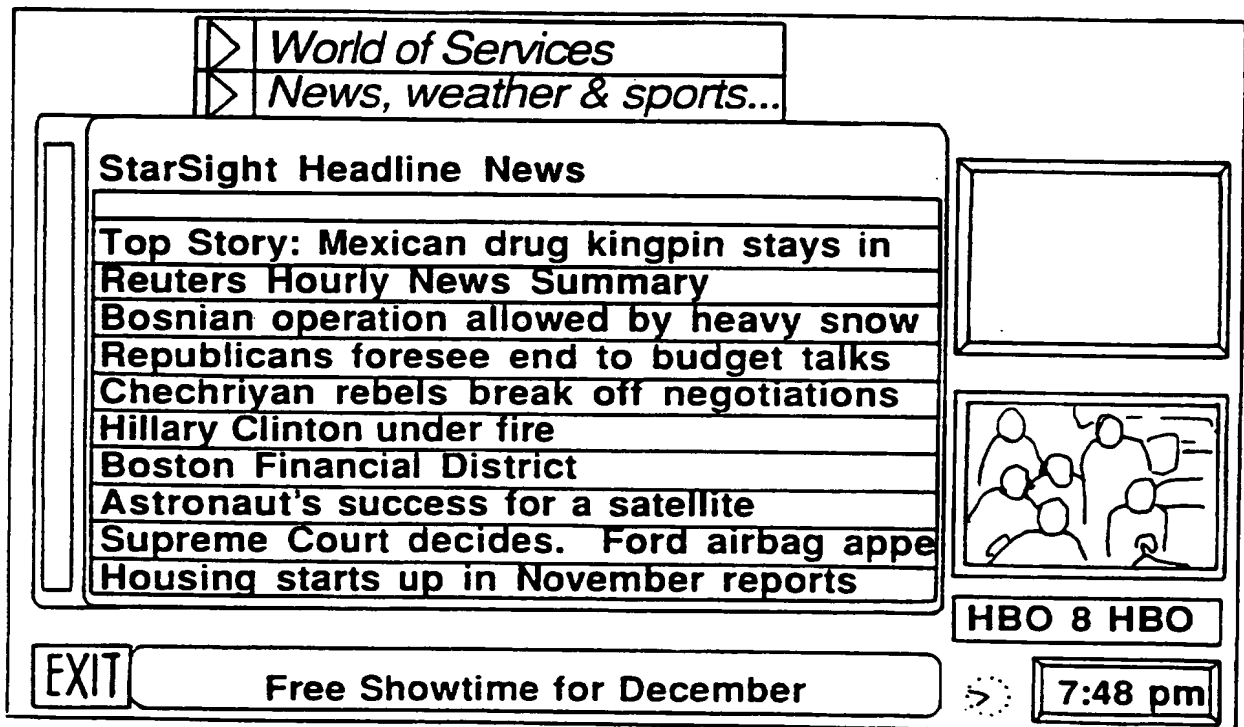 World of Services
News, weather & sports...
StarSight Headline News
Top Story: Mexican drug kingpin stays in
Reuters Hourly News Summary
Bosnian operation allowed by heavy snow
Republicans foresee end to budget talks
Chechriyan rebels break off negotiations
Hillary Clinton under fire
Boston Financial District
Astronaut's success for a satellite
Supreme Court decides. Ford airbag appe
Housing starts up in November reports
HBO 8 HBO
EXIT
Free Showtime for December
7:48 pm